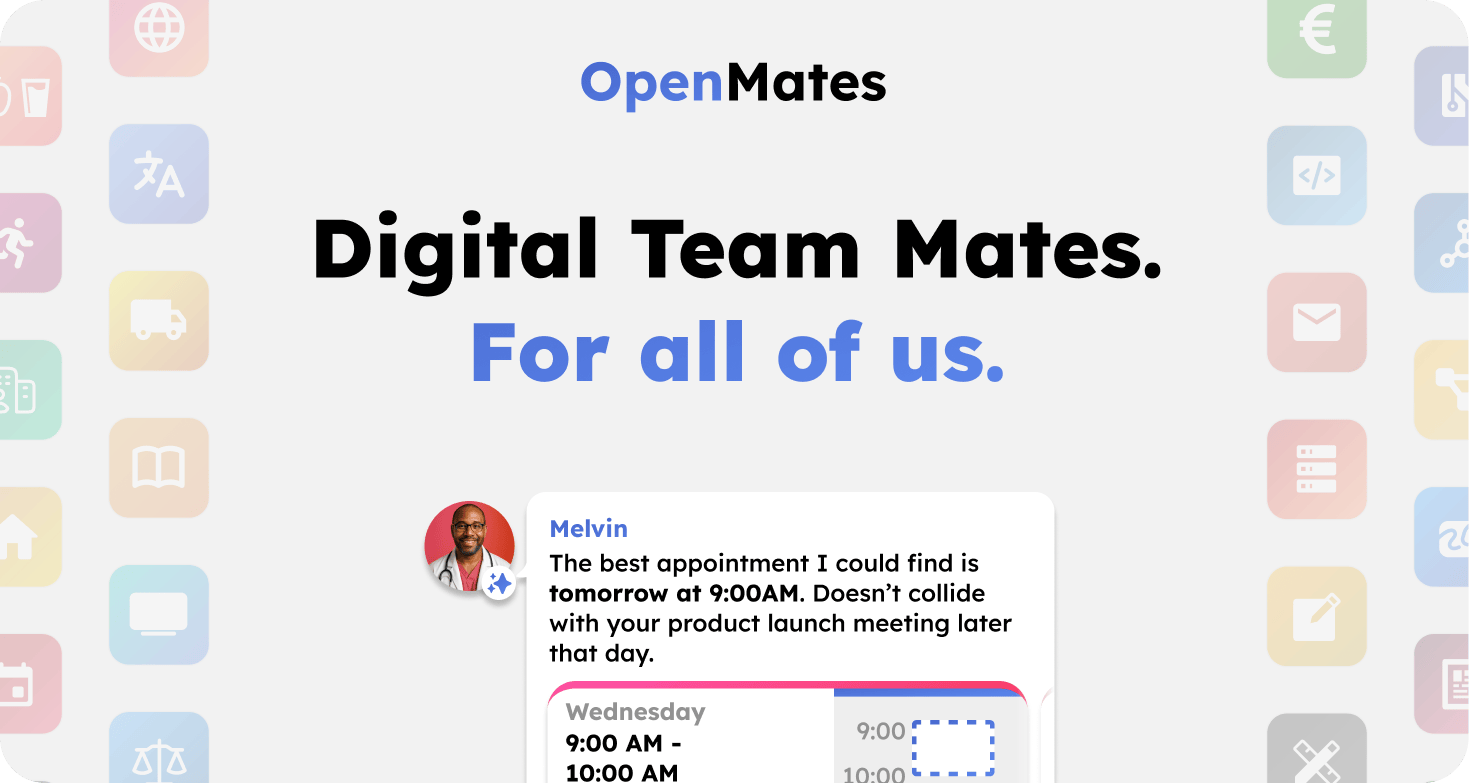 OpenMates
Digital Team Mates.
For all of us.
Melvin
The best appointment I could find is
tomorrow at 9:00AM. Doesn’t collide
with your product launch meeting later
that day.
Wednesday
9:00 AM -
10:00 AM
9:00
10:00